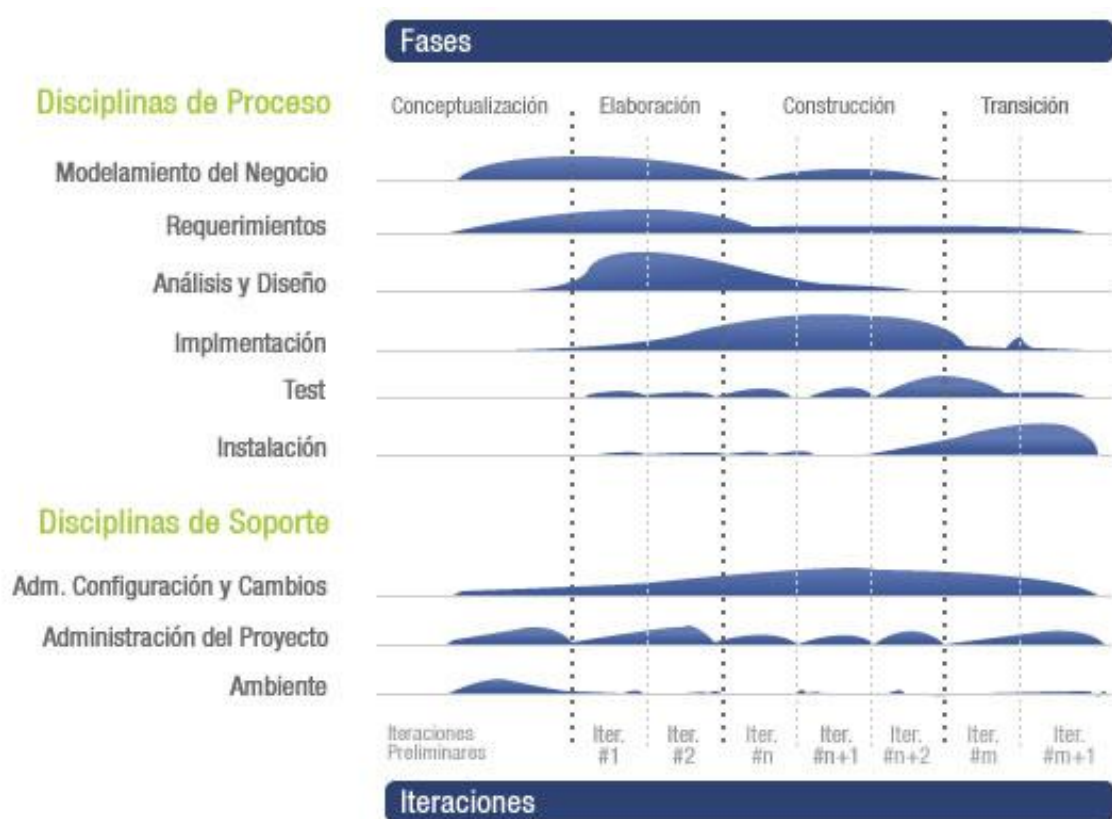 Fases
Disciplinas de Proceso
Conceptualización
Elaboración
Construcción
Transición
Modelamiento del Negocio
Requerimientos
Análisis y Diseño
Implmentación
Test
Instalación
Disciplinas de Soporte
Adm. Configuración y Cambios
Administración del Proyecto
Ambiente
Iteraciones
Preliminares
Iter.
#1
Iter.
#2
Iter.
#n
Iter.
#n+1
Iter.
#n+2
Iter.
#m
Iter.
#m+1
Iteraciones